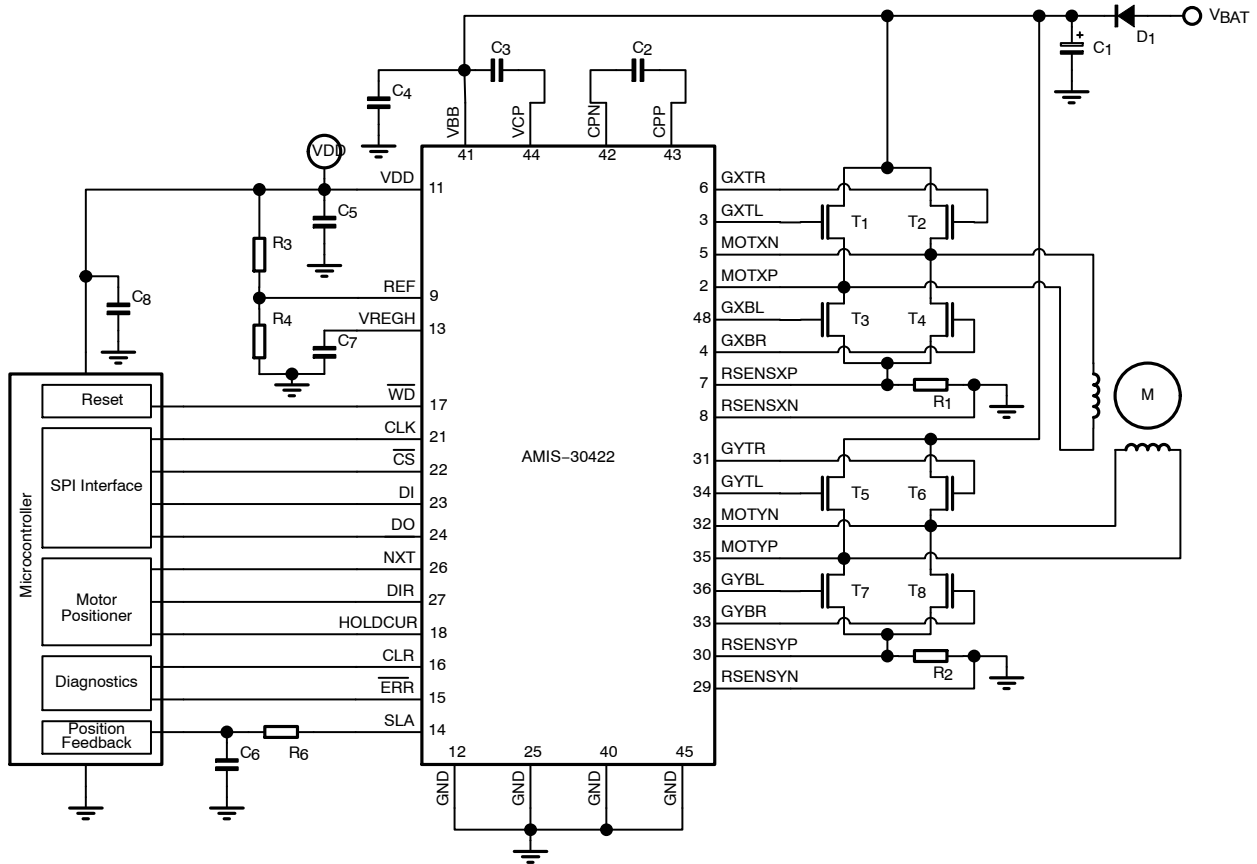 VBAT
D1
+
C1
C3
C2
C4
VBB
VCP
CPN
CPP
41
44
42
43
VDD
VDD
11
C5
R3
REF
9
R4
VREGH
13
C7
C8
Microcontroller
Reset
SPI Interface
Motor
Positioner
Diagnostics
Position
Feedback
WD
17
CLK
21
CS
22
DI
23
DO
24
NXT
26
DIR
27
HOLDCUR
18
CLR
16
ERR
15
SLA
14
C6
R6
AMIS−30422
6
GXTR
3
GXTL
5
MOTXN
2
MOTXP
48
GXBL
4
GXBR
7
RSENSXP
8
RSENSXN
T1
T2
T3
T4
R1
M
31
GYTR
34
GYTL
32
MOTYN
35
MOTYP
36
GYBL
33
GYBR
30
RSENSYP
29
RSENSYN
T5
T6
T7
T8
R2
12
25
40
45
GND
GND
GND
GND